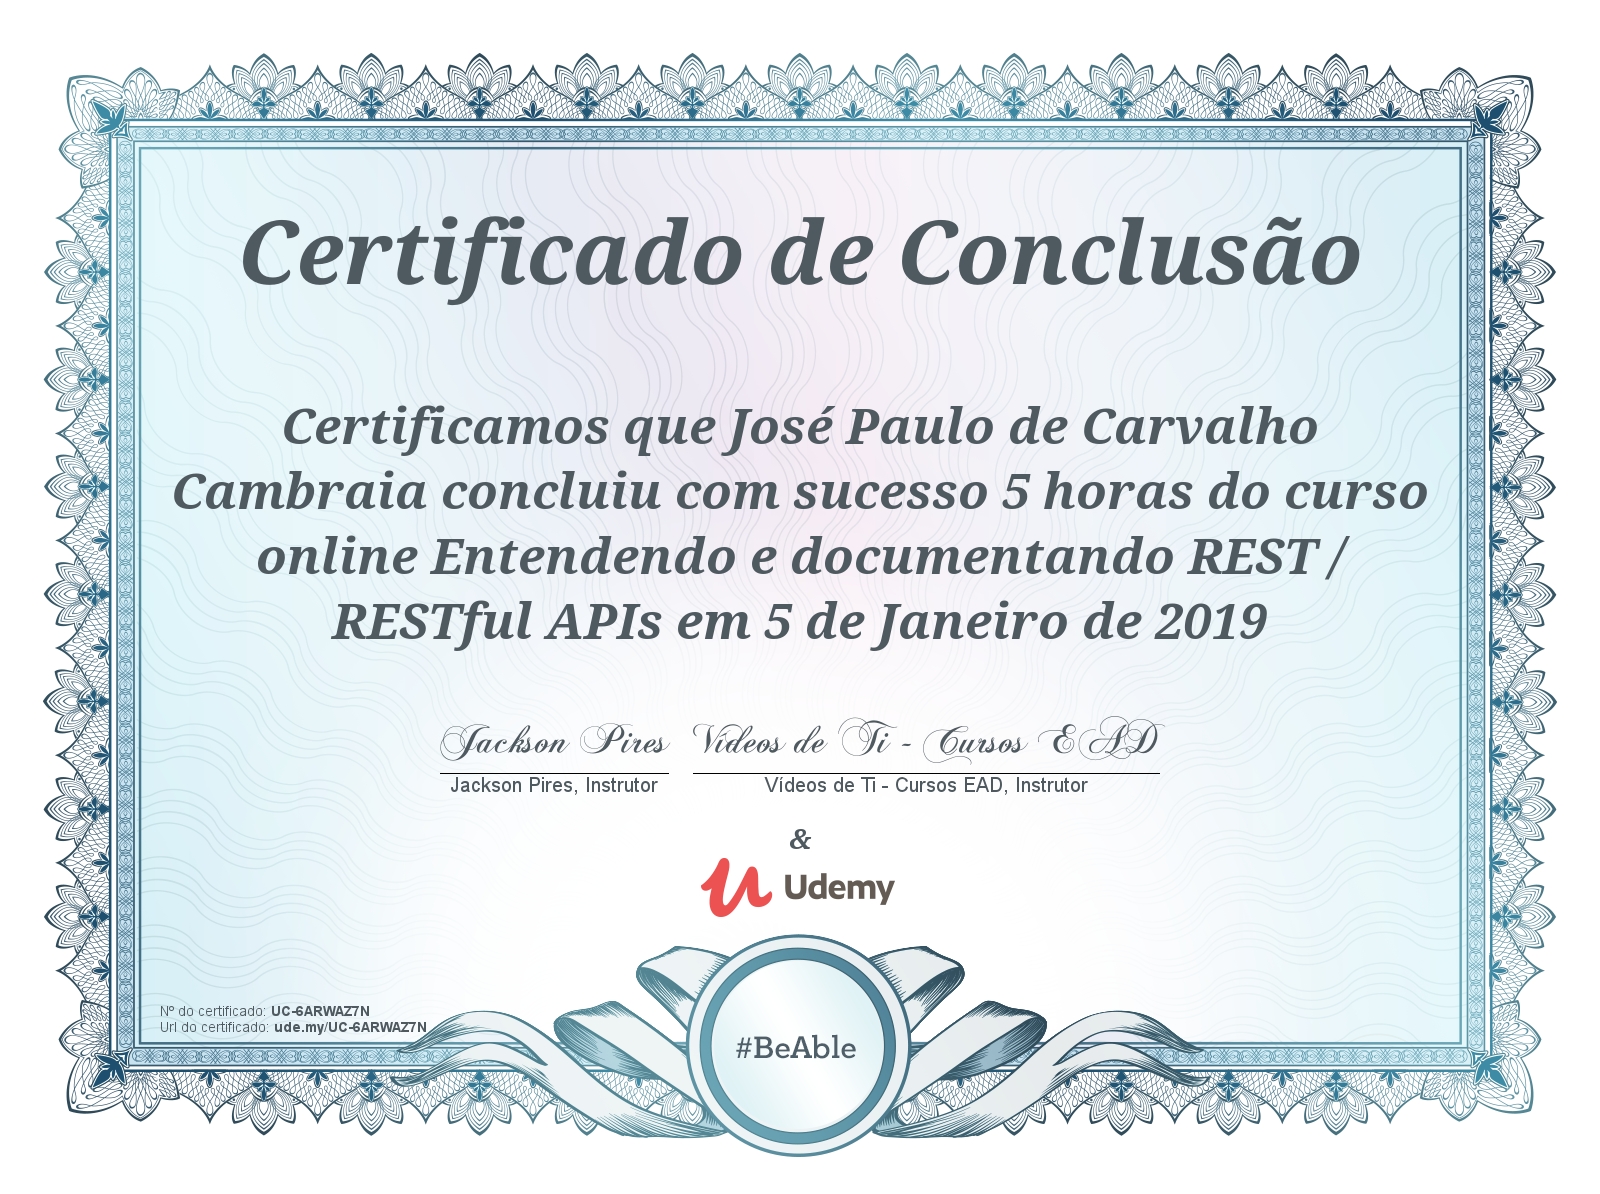 Certificado de Conclusão
Certificamos que José Paulo de Carvalho
Cambraia concluiu com sucesso 5 horas do curso
online Entendendo e documentando REST /
RESTful APIs em 5 de Janeiro de 2019
Jackson Pires Vídeos de Ti - Cursos EAD
Jackson Pires, Instrutor Vídeos de Ti - Cursos EAD, Instrutor
&
Udemy
Nº do certificado: UC-6ARWAZ7N
Url do certificado: ude.my/UC-6ARWAZ7N
#BeAble